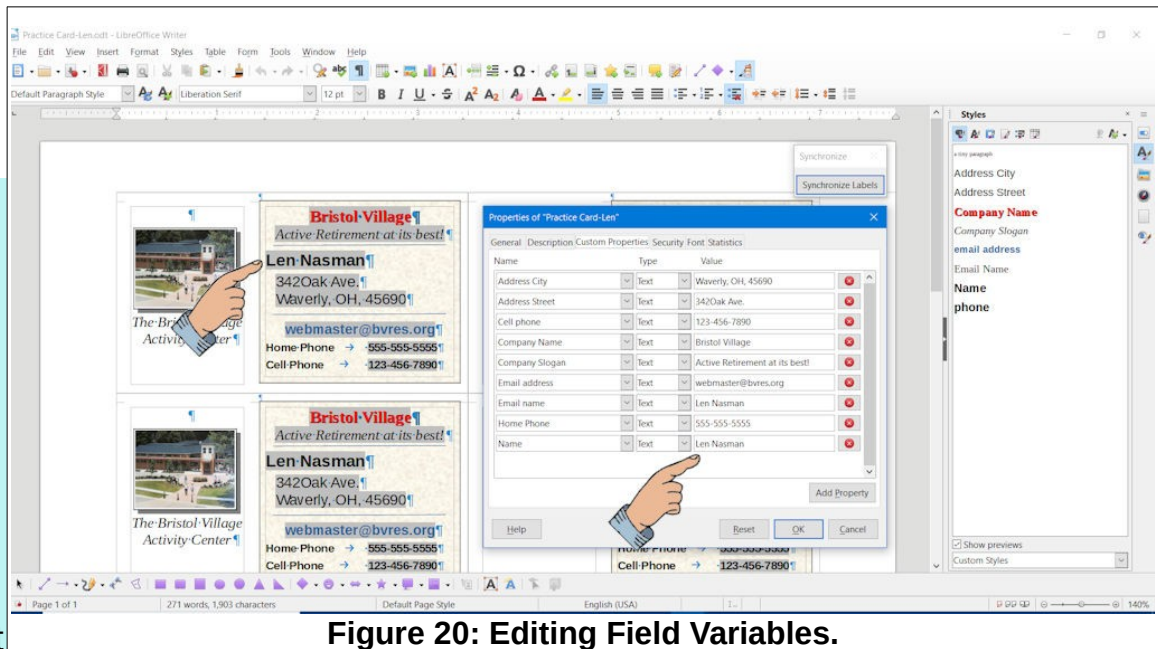 Practice Card-Len.odt - LibreOffice Writer
File Edit View Insert Format Styles Table Form Tools Window Help
Default Paragraph Style Liberation Serif 12 pt
Synchronize
Synchronize Labels
¶
The·Bri age
Activi ter¶
Bristol·Village¶
Active·Retirement·at·its·best!¶
Len·Nasman¶
342Oak·Ave.¶
Waverly,·OH,·45690¶
webmaster@bvres.org¶
Home·Phone → ·555-555-5555¶
Cell·Phone → ·123-456-7890¶
¶
The·Bristol·Village
Activity·Center¶
Bristol·Village¶
Active·Retirement·at·its·best!¶
Len·Nasman¶
342Oak·Ave.¶
Waverly,·OH,·45690¶
webmaster@bvres.org¶
Home·Phone → ·555-555-5555¶
Cell·Phone → ·123-456-7890¶
Cell·Phone → ·123-456-7890¶
Properties of "Practice Card-Len"
General Description Custom Properties Security Font Statistics
Name Type Value
Address City Text Waverly, OH, 45690
Address Street Text 342Oak Ave.
Cell phone Text 123-456-7890
Company Name Text Bristol Village
Company Slogan Text Active Retirement at its best!
Email address Text webmaster@bvres.org
Email name Text Len Nasman
Home Phone Text 555-555-5555
Name Text Len Nasman
Add Property
Help Reset OK Cancel
Styles
a tiny paragraph
Address City
Address Street
Company Name
Company Slogan
email address
Email Name
Name
phone
Show previews
Custom Styles
Page 1 of 1 271 words, 1,903 characters Default Page Style English (USA) 140%
Figure 20: Editing Field Variables.